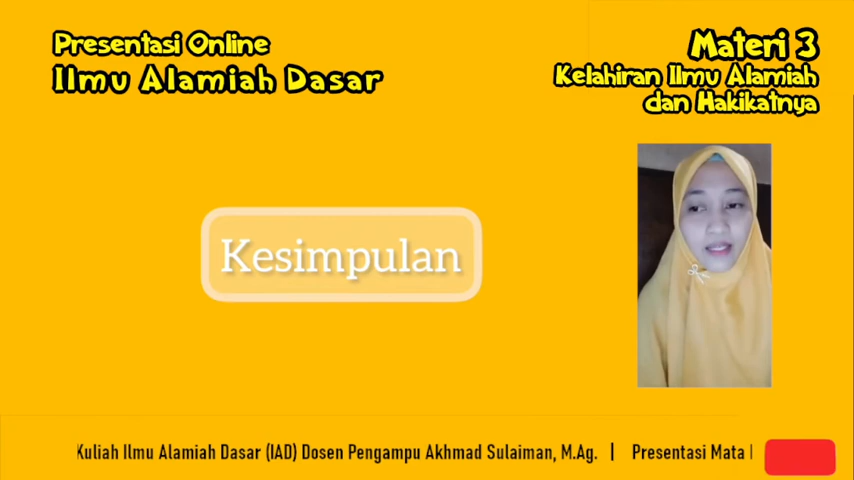 Presentasi Online
Ilmu Alamiah Dasar
Materi 3
Kelahiran Ilmu Alamiah
dan Hakikatnya
Kesimpulan
Kuliah Ilmu Alamiah Dasar (IAD) Dosen Pengampu Akhmad Sulaiman, M.Ag. | Presentasi Mata